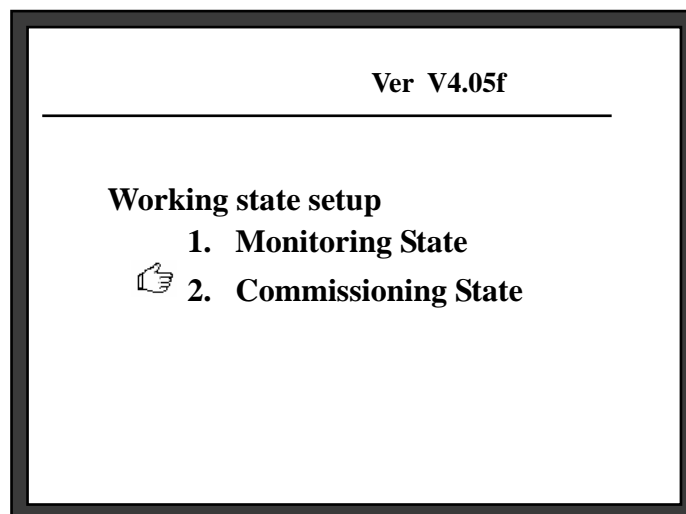 Ver V4.05f
Working state setup
1. Monitoring State
2. Commissioning State